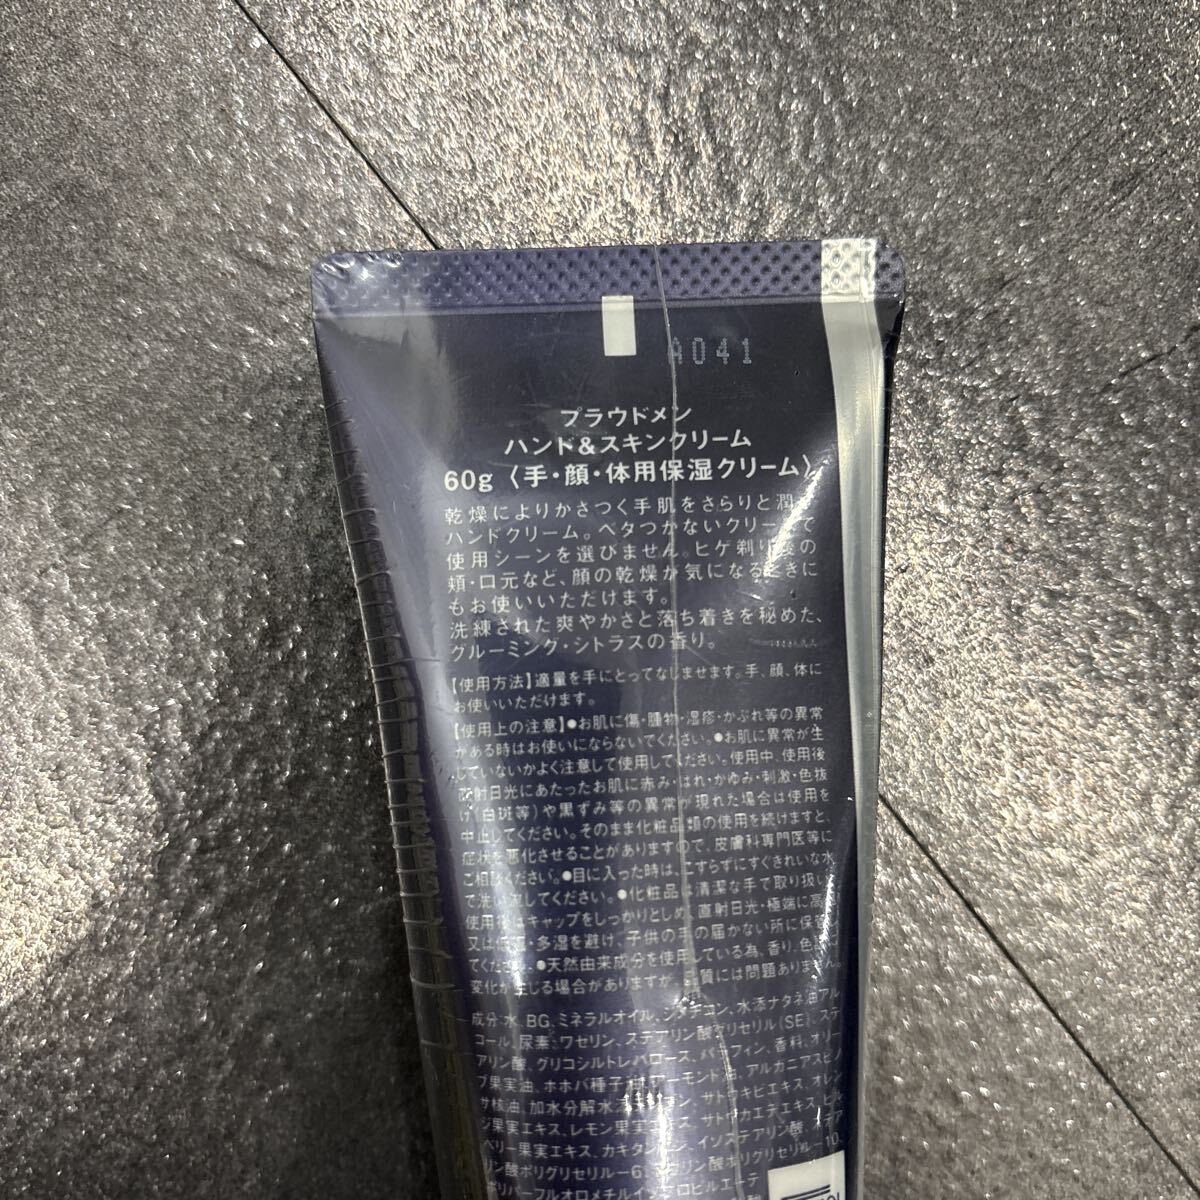 A041
プラウドメン
ハンド&スキンクリーム
60g〈手・顔・体用保湿クリーム〉
乾燥によりかさつく手肌をさらりと潤
ハンドクリーム。ベタつかないクリームで
使用シーンを選びません。ヒゲ剃り後の
頬・口元など、顔の乾燥が気になるときに
もお使いいただけます。
洗練された爽やかさと落ち着きを秘めた、
グルーミング・シトラスの香り。
【使用方法】適量を手にとってなじませます。手、顔、体に
お使いいただけます。
【使用上の注意】●お肌に傷・腫物・湿疹・かぶれ等の異常
がある時はお使いにならないでください。●お肌に異常が生
じていないかよく注意して使用してください。使用中、使用後
直射日光にあたったお肌に赤み・はれ・かゆみ・刺激・色抜
け(白斑等)や黒ずみ等の異常が現れた場合は使用を
中止してください。そのまま化粧品類の使用を続けますと、
症状を悪化させることがありますので、皮膚科専門医等に
ご相談ください。●目に入った時は、こすらずにすぐきれいな水
で洗い流してください。●化粧品は清潔な手で取り扱い
使用後はキャップをしっかりとしめ、直射日光・極端に高
又は低温・多湿を避け、子供の手の届かない所に保管
てください。●天然由来成分を使用している為、香り、色
変化が生じる場合がありますが、品質には問題ありません。
成分:水、BG、ミネラルオイル、ジメチコン、水添ナタネ油アル
コール、尿素、ワセリン、ステアリン酸グリセリル(SE)、ステ
アリン酸、グリコシルトレハロース、パラフィン、香料、オリー
ブ果実油、ホホバ種子油、アーモンド油、アルガニアスピノ
サ核油、加水分解水添デンプン、サトウキビエキス、オレン
ジ果実エキス、レモン果実エキス、サトウカエデエキス、ビル
ベリー果実エキス、カキタンニン、イソステアリン酸、ステア
リン酸ポリグリセリル-6、 リン酸ポリグリセリル-10、
ポリパーフルオロメチルイソプロピルエーテ